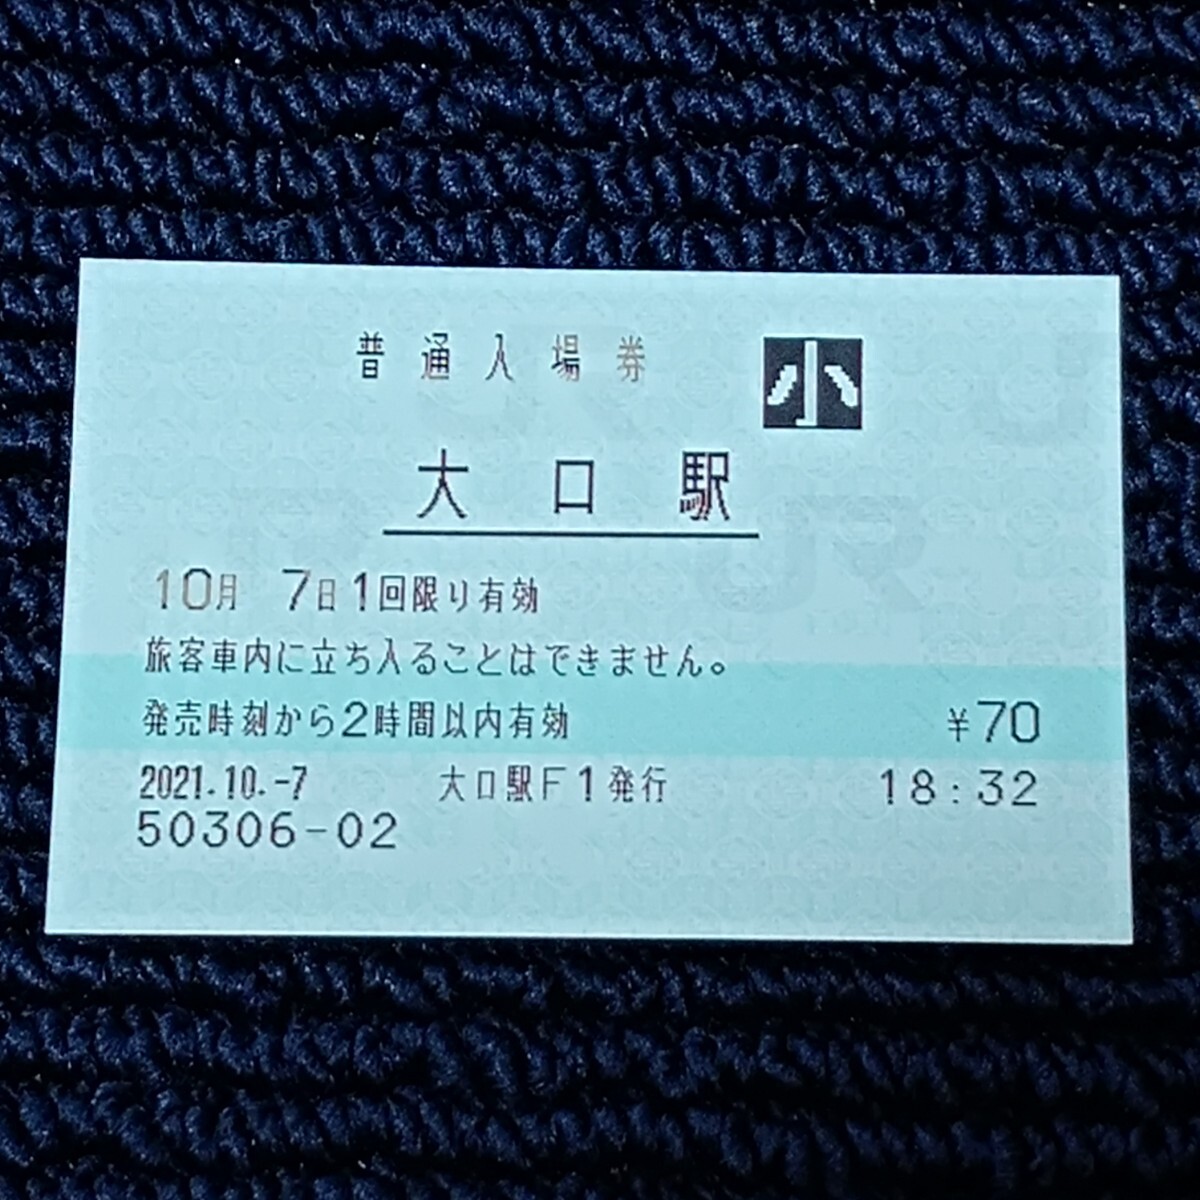 普通入場券 小
大口駅
10月 7日1回限り有効
旅客車内に立ち入ることはできません。
発売時刻から2時間以内有効 ¥70
2021.10.-7 大口駅F1発行 18:32
50306-02
JR